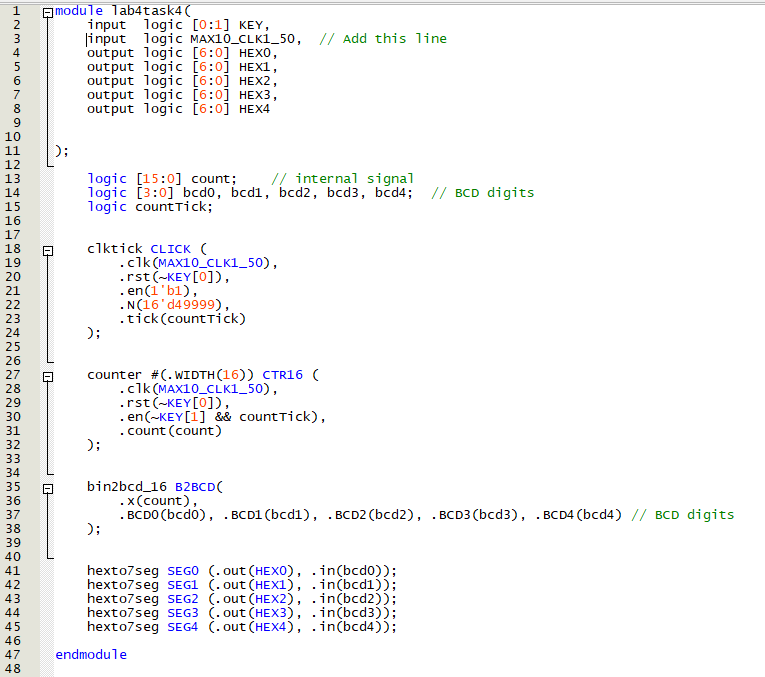 1 module lab4task4(
2     input  logic [0:1] KEY,
3     input  logic MAX10_CLK1_50,  // Add this line
4     output logic [6:0] HEX0,
5     output logic [6:0] HEX1,
6     output logic [6:0] HEX2,
7     output logic [6:0] HEX3,
8     output logic [6:0] HEX4
9
10
11 );
12
13     logic [15:0] count;    // internal signal
14     logic [3:0] bcd0, bcd1, bcd2, bcd3, bcd4;  // BCD digits
15     logic countTick;
16
17
18     clktick CLICK (
19         .clk(MAX10_CLK1_50),
20         .rst(~KEY[0]),
21         .en(1'b1),
22         .N(16'd49999),
23         .tick(countTick)
24     );
25
26
27     counter #(.WIDTH(16)) CTR16 (
28         .clk(MAX10_CLK1_50),
29         .rst(~KEY[0]),
30         .en(~KEY[1] && countTick),
31         .count(count)
32     );
33
34
35     bin2bcd_16 B2BCD(
36         .x(count),
37         .BCD0(bcd0), .BCD1(bcd1), .BCD2(bcd2), .BCD3(bcd3), .BCD4(bcd4) // BCD digits
38     );
39
40
41     hexto7seg SEG0 (.out(HEX0), .in(bcd0));
42     hexto7seg SEG1 (.out(HEX1), .in(bcd1));
43     hexto7seg SEG2 (.out(HEX2), .in(bcd2));
44     hexto7seg SEG3 (.out(HEX3), .in(bcd3));
45     hexto7seg SEG4 (.out(HEX4), .in(bcd4));
46
47 endmodule
48